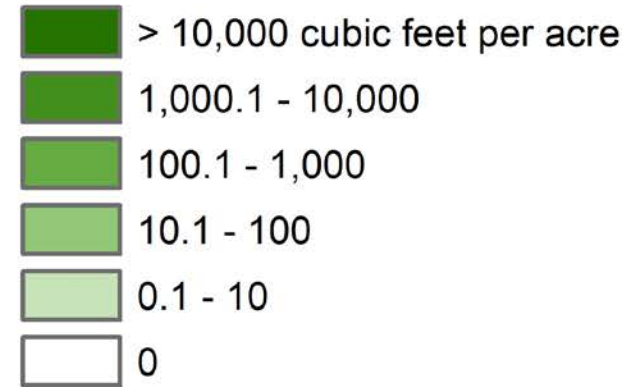 > 10,000 cubic feet per acre
1,000.1 - 10,000
100.1 - 1,000
10.1 - 100
0.1 - 10
0